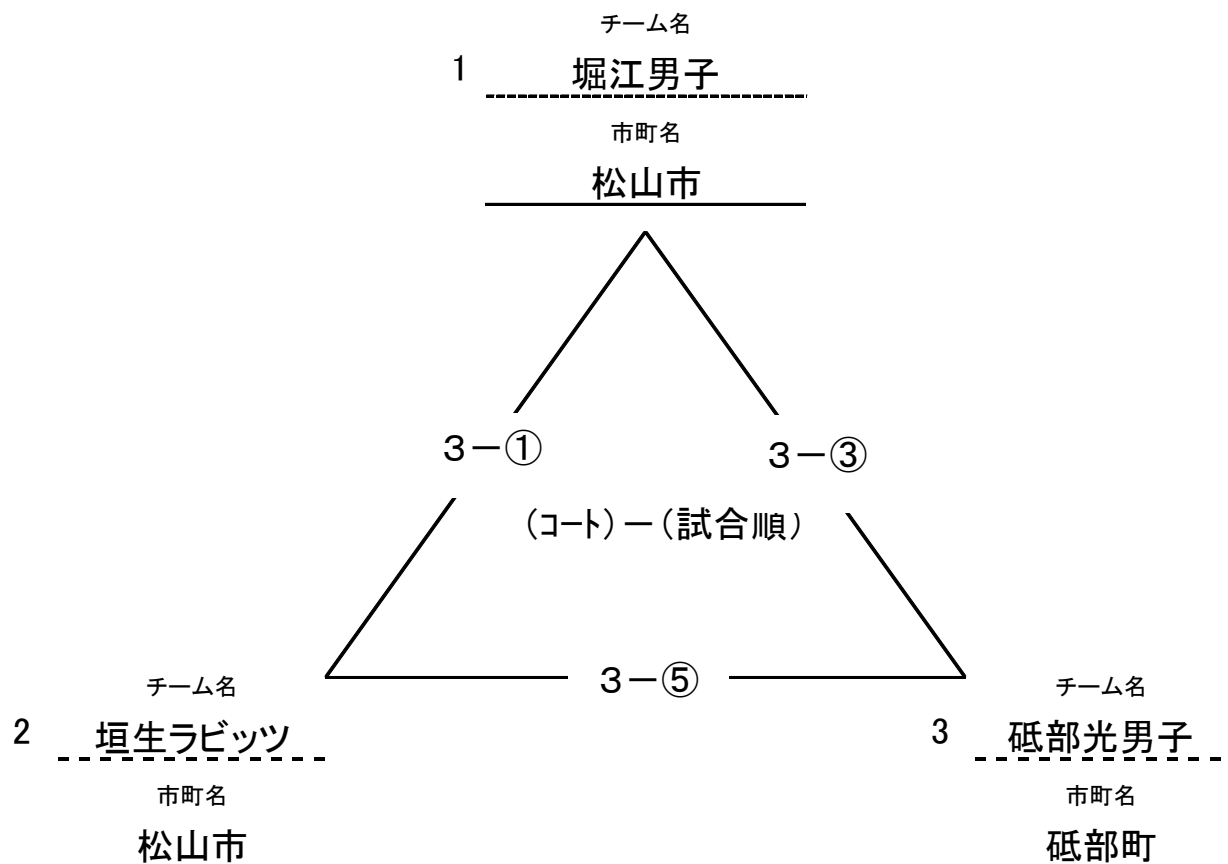 チーム名
1 堀江男子
市町名
松山市
3-① 3-③
(コート)-(試合順)
3-⑤
チーム名
2 垣生ラビッツ
市町名
松山市
チーム名
3 砥部光男子
市町名
砥部町